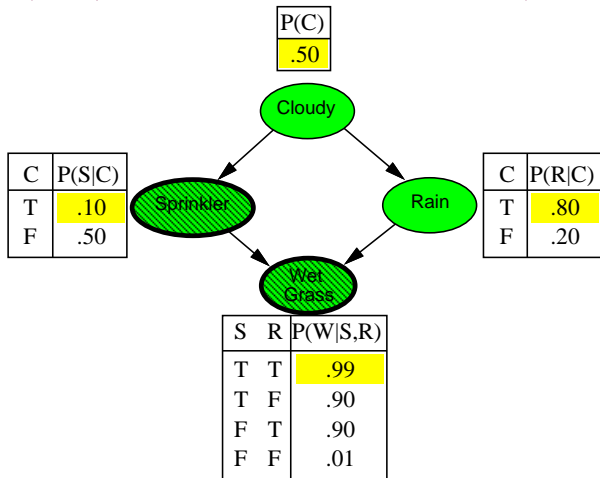 P(C)
.50
Cloudy
C P(S|C)
T .10
F .50
Sprinkler
Rain
C P(R|C)
T .80
F .20
Wet
Grass
S R P(W|S,R)
T T .99
T F .90
F T .90
F F .01